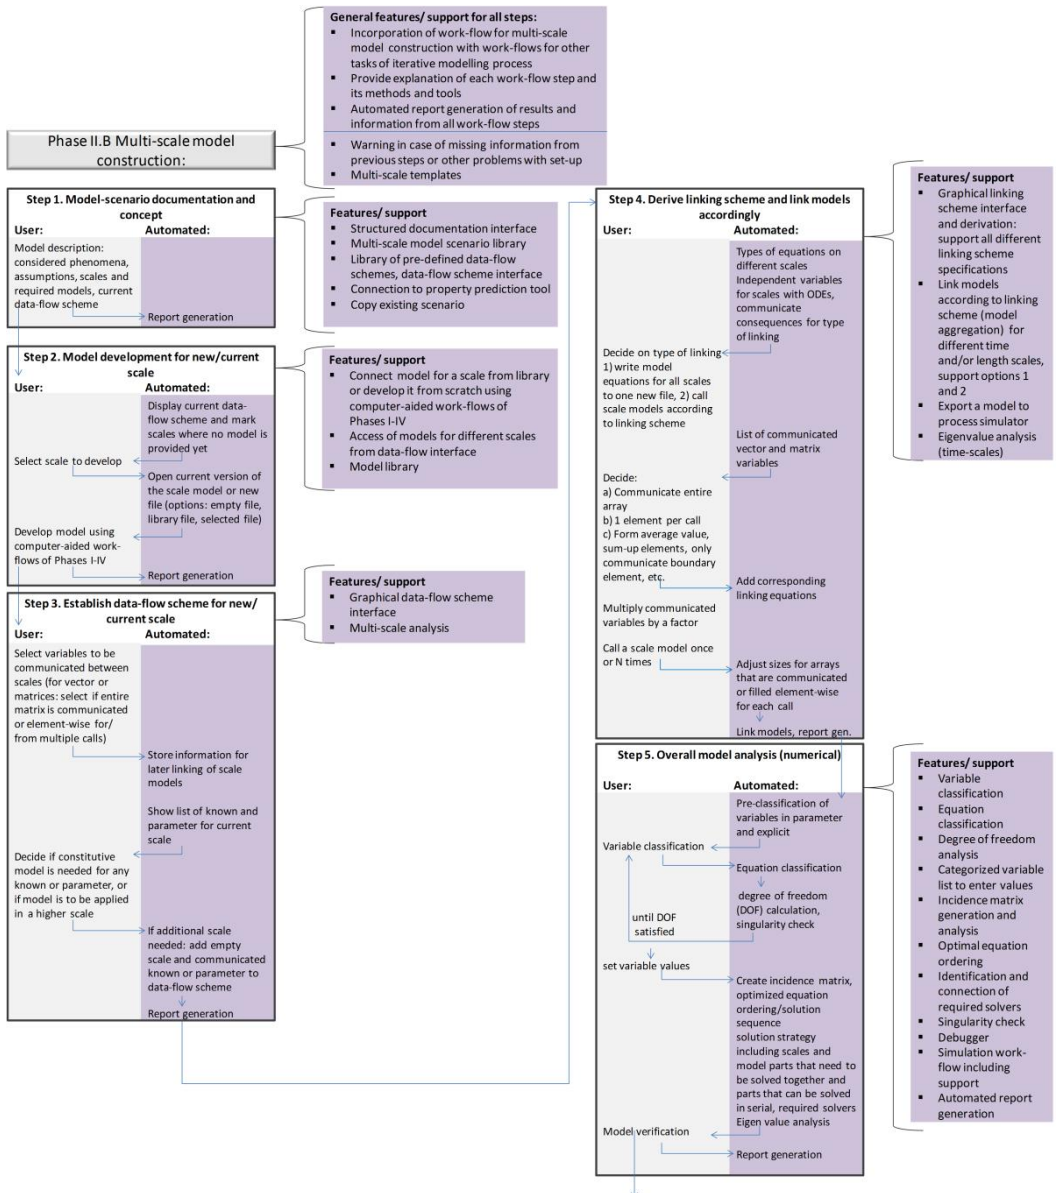 General features/ support for all steps:
▪ Incorporation of work-flow for multi-scale
model construction with work-flows for other
tasks of iterative modelling process
▪ Provide explanation of each work-flow step and
its methods and tools
▪ Automated report generation of results and
information from all work-flow steps
▪ Warning in case of missing information from
previous steps or other problems with set-up
▪ Multi-scale templates
Phase II.B Multi-scale model
construction:
Step 1. Model-scenario documentation and
concept
User: Automated:
Model description:
considered phenomena,
assumptions, scales and
required models, current
data-flow scheme
Report generation
Features/ support
▪ Structured documentation interface
▪ Multi-scale model scenario library
▪ Library of pre-defined data-flow
schemes, data-flow scheme interface
▪ Connection to property prediction tool
▪ Copy existing scenario
Step 2. Model development for new/current
scale
User: Automated:
Display current data-
flow scheme and mark
scales where no model is
provided yet
Select scale to develop
Open current version of
the scale model or new
file (options: empty file,
library file, selected file)
Develop model using
computer-aided work-
flows of Phases I-IV
Report generation
Features/ support
▪ Connect model for a scale from library
or develop it from scratch using
computer-aided work-flows of
Phases I-IV
▪ Access of models for different scales
from data-flow interface
▪ Model library
Step 3. Establish data-flow scheme for new/
current scale
User: Automated:
Select variables to be
communicated between
scales (for vector or
matrices: select if entire
matrix is communicated
or element-wise for/
from multiple calls)
Store information for
later linking of scale
models
Show list of known and
parameter for current
scale
Decide if constitutive
model is needed for any
known or parameter, or
if model is to be applied
in a higher scale
If additional scale
needed: add empty
scale and communicated
known or parameter to
data-flow scheme
Report generation
Features/ support
▪ Graphical data-flow scheme
interface
▪ Multi-scale analysis
Step 4. Derive linking scheme and link models
accordingly
User: Automated:
Types of equations on
different scales
Independent variables
for scales with ODEs,
communicate
consequences for type of
linking
Decide on type of linking
1) write model
equations for all scales
to one new file, 2) call
scale models according
to linking scheme
List of communicated
vector and matrix
variables
Decide:
a) Communicate entire
array
b) 1 element per call
c) Form average value,
sum-up elements, only
communicate boundary
element, etc.
Add corresponding
linking equations
Multiply communicated
variables by a factor
Call a scale model once
or N times
Adjust sizes for arrays
that are communicated
or filled element-wise
for each call
Link models, report gen.
Features/ support
▪ Graphical linking
scheme interface
and derivation:
support all different
linking scheme
specifications
▪ Link models
according to linking
scheme (model
aggregation) for
different time
and/or length scales,
support options 1
and 2
▪ Export a model to
process simulator
▪ Eigenvalue analysis
(time-scales)
Step 5. Overall model analysis (numerical)
User: Automated:
Pre-classification of
variables in parameter
and explicit
Variable classification
Equation classification
degree of freedom
(DOF) calculation,
singularity check
until DOF
satisfied
set variable values
Create incidence matrix,
optimized equation
ordering/solution
sequence
solution strategy
including scales and
model parts that need to
be solved together and
parts that can be solved
in serial, required solvers
Eigen value analysis
Model verification
Report generation
Features/ support
▪ Variable
classification
▪ Equation
classification
▪ Degree of freedom
analysis
▪ Categorized variable
list to enter values
▪ Incidence matrix
generation and
analysis
▪ Optimal equation
ordering
▪ Identification and
connection of
required solvers
▪ Singularity check
▪ Debugger
▪ Simulation work-
flow including
support
▪ Automated report
generation